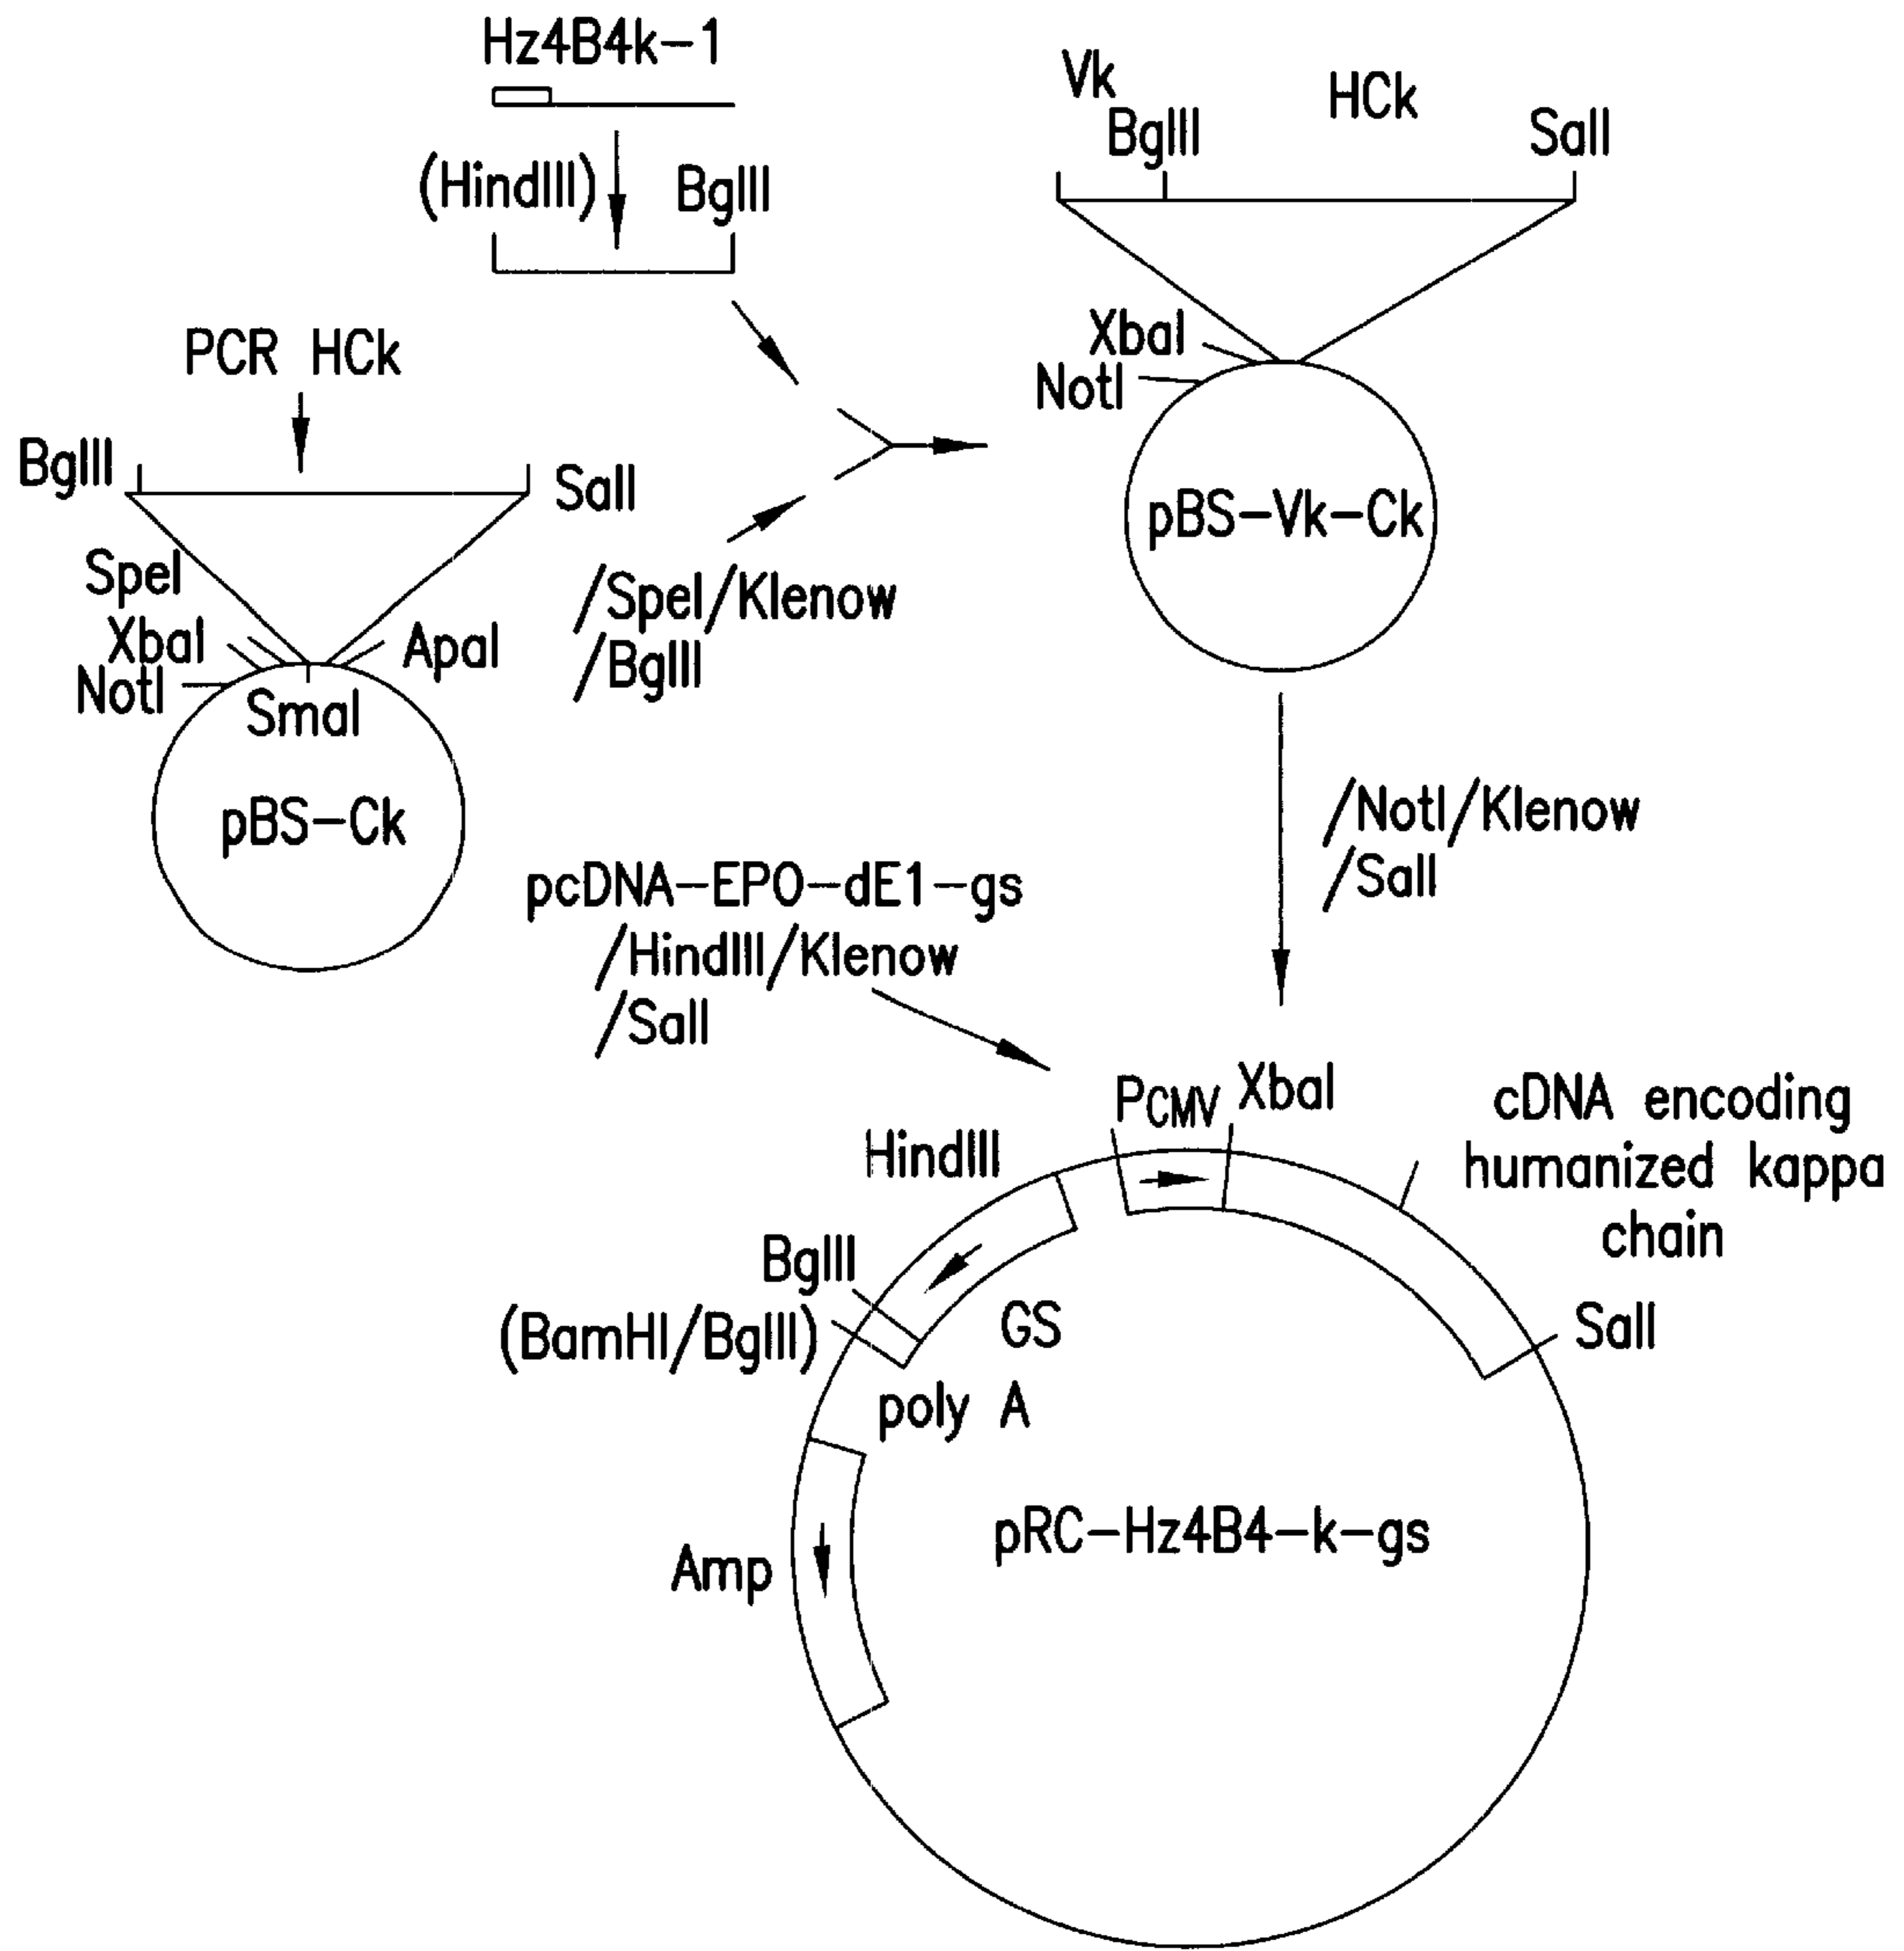 Hz4B4k-1
(HindIII)
BglII
PCR HCk
BglII
SalI
SpeI
XbaI
NotI
ApaI
SmaI
pBS-Ck
/SpeI/Klenow
/BglII
Vk
HCk
BglII
SalI
XbaI
NotI
pBS-Vk-Ck
/NotI/Klenow
/SalI
pcDNA-EPO-dE1-gs
/HindIII/Klenow
/SalI
PCMV
XbaI
cDNA encoding
humanized kappa
chain
HindIII
BglII
(BamHI/BglII)
GS
SalI
poly A
Amp
pRC-Hz4B4-k-gs